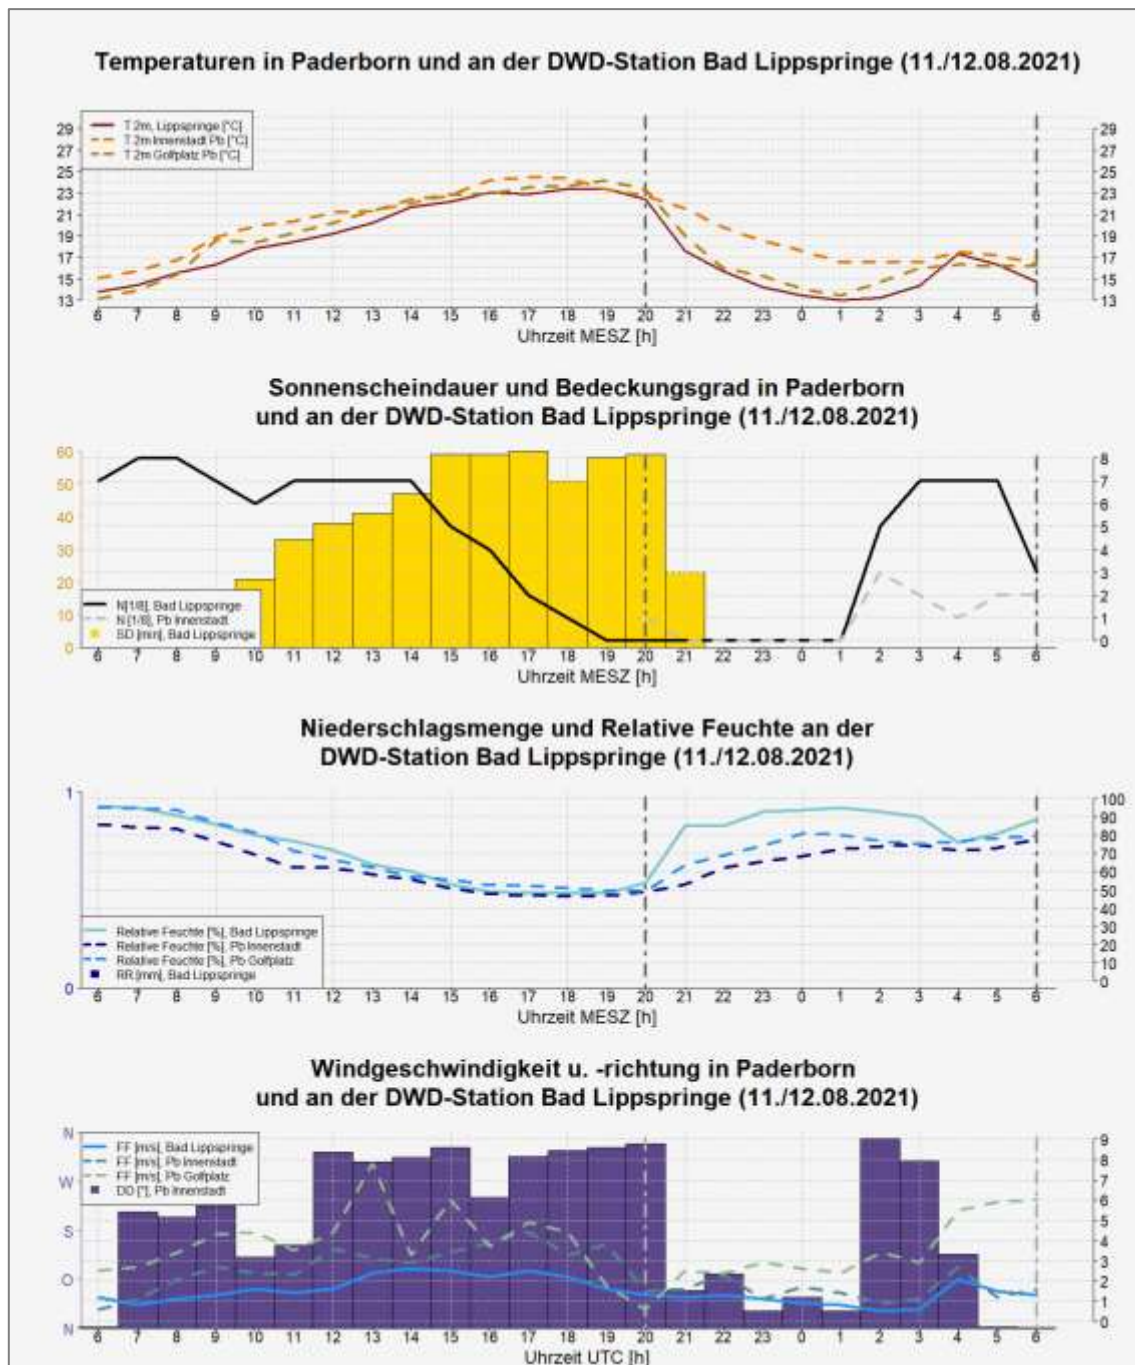 Temperaturen in Paderborn und an der DWD-Station Bad Lippspringe (11./12.08.2021)
T 2m, Lippspringe [°C]
T 2m Innenstadt Pb [°C]
T 2m Golfplatz Pb [°C]
29 27 25 23 21 19 17 15 13
29 27 25 23 21 19 17 15 13
6 7 8 9 10 11 12 13 14 15 16 17 18 19 20 21 22 23 0 1 2 3 4 5 6
Uhrzeit MESZ [h]
Sonnenscheindauer und Bedeckungsgrad in Paderborn
und an der DWD-Station Bad Lippspringe (11./12.08.2021)
60 50 40 30 20 10 0
N[1/8], Bad Lippspringe
N [1/8], Pb Innenstadt
SD [min], Bad Lippspringe
8 7 6 5 4 3 2 1 0
6 7 8 9 10 11 12 13 14 15 16 17 18 19 20 21 22 23 0 1 2 3 4 5 6
Uhrzeit MESZ [h]
Niederschlagsmenge und Relative Feuchte an der
DWD-Station Bad Lippspringe (11./12.08.2021)
1 0
Relative Feuchte [%], Bad Lippspringe
Relative Feuchte [%], Pb Innenstadt
Relative Feuchte [%], Pb Golfplatz
RR [mm], Bad Lippspringe
100 90 80 70 60 50 40 30 20 10 0
6 7 8 9 10 11 12 13 14 15 16 17 18 19 20 21 22 23 0 1 2 3 4 5 6
Uhrzeit MESZ [h]
Windgeschwindigkeit u. -richtung in Paderborn
und an der DWD-Station Bad Lippspringe (11./12.08.2021)
N W S O N
FF [m/s], Bad Lippspringe
FF [m/s], Pb Innenstadt
FF [m/s], Pb Golfplatz
DD [°], Pb Innenstadt
9 8 7 6 5 4 3 2 1 0
6 7 8 9 10 11 12 13 14 15 16 17 18 19 20 21 22 23 0 1 2 3 4 5 6
Uhrzeit UTC [h]